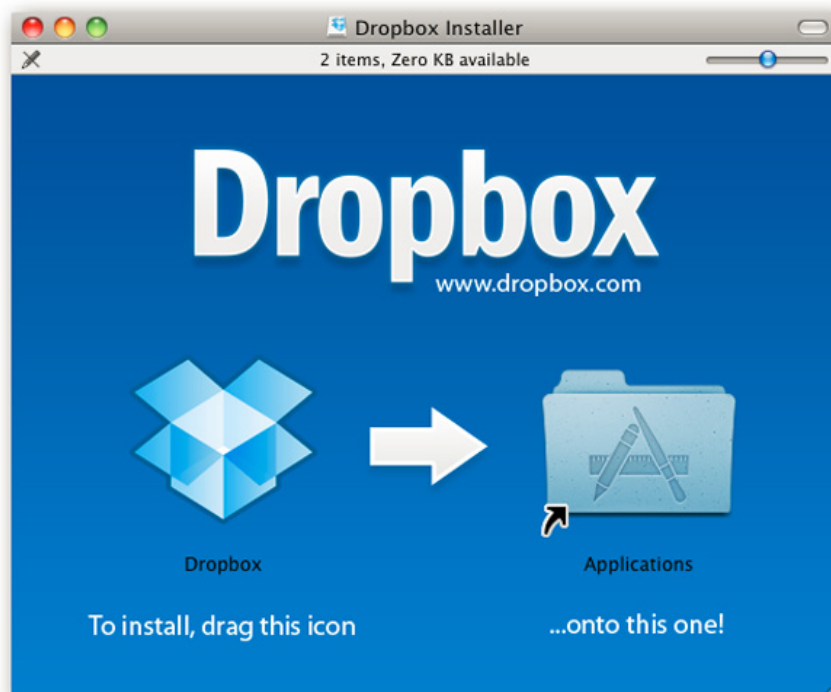 Dropbox Installer
2 items, Zero KB available
Dropbox
www.dropbox.com
Dropbox
Applications
To install, drag this icon
...onto this one!